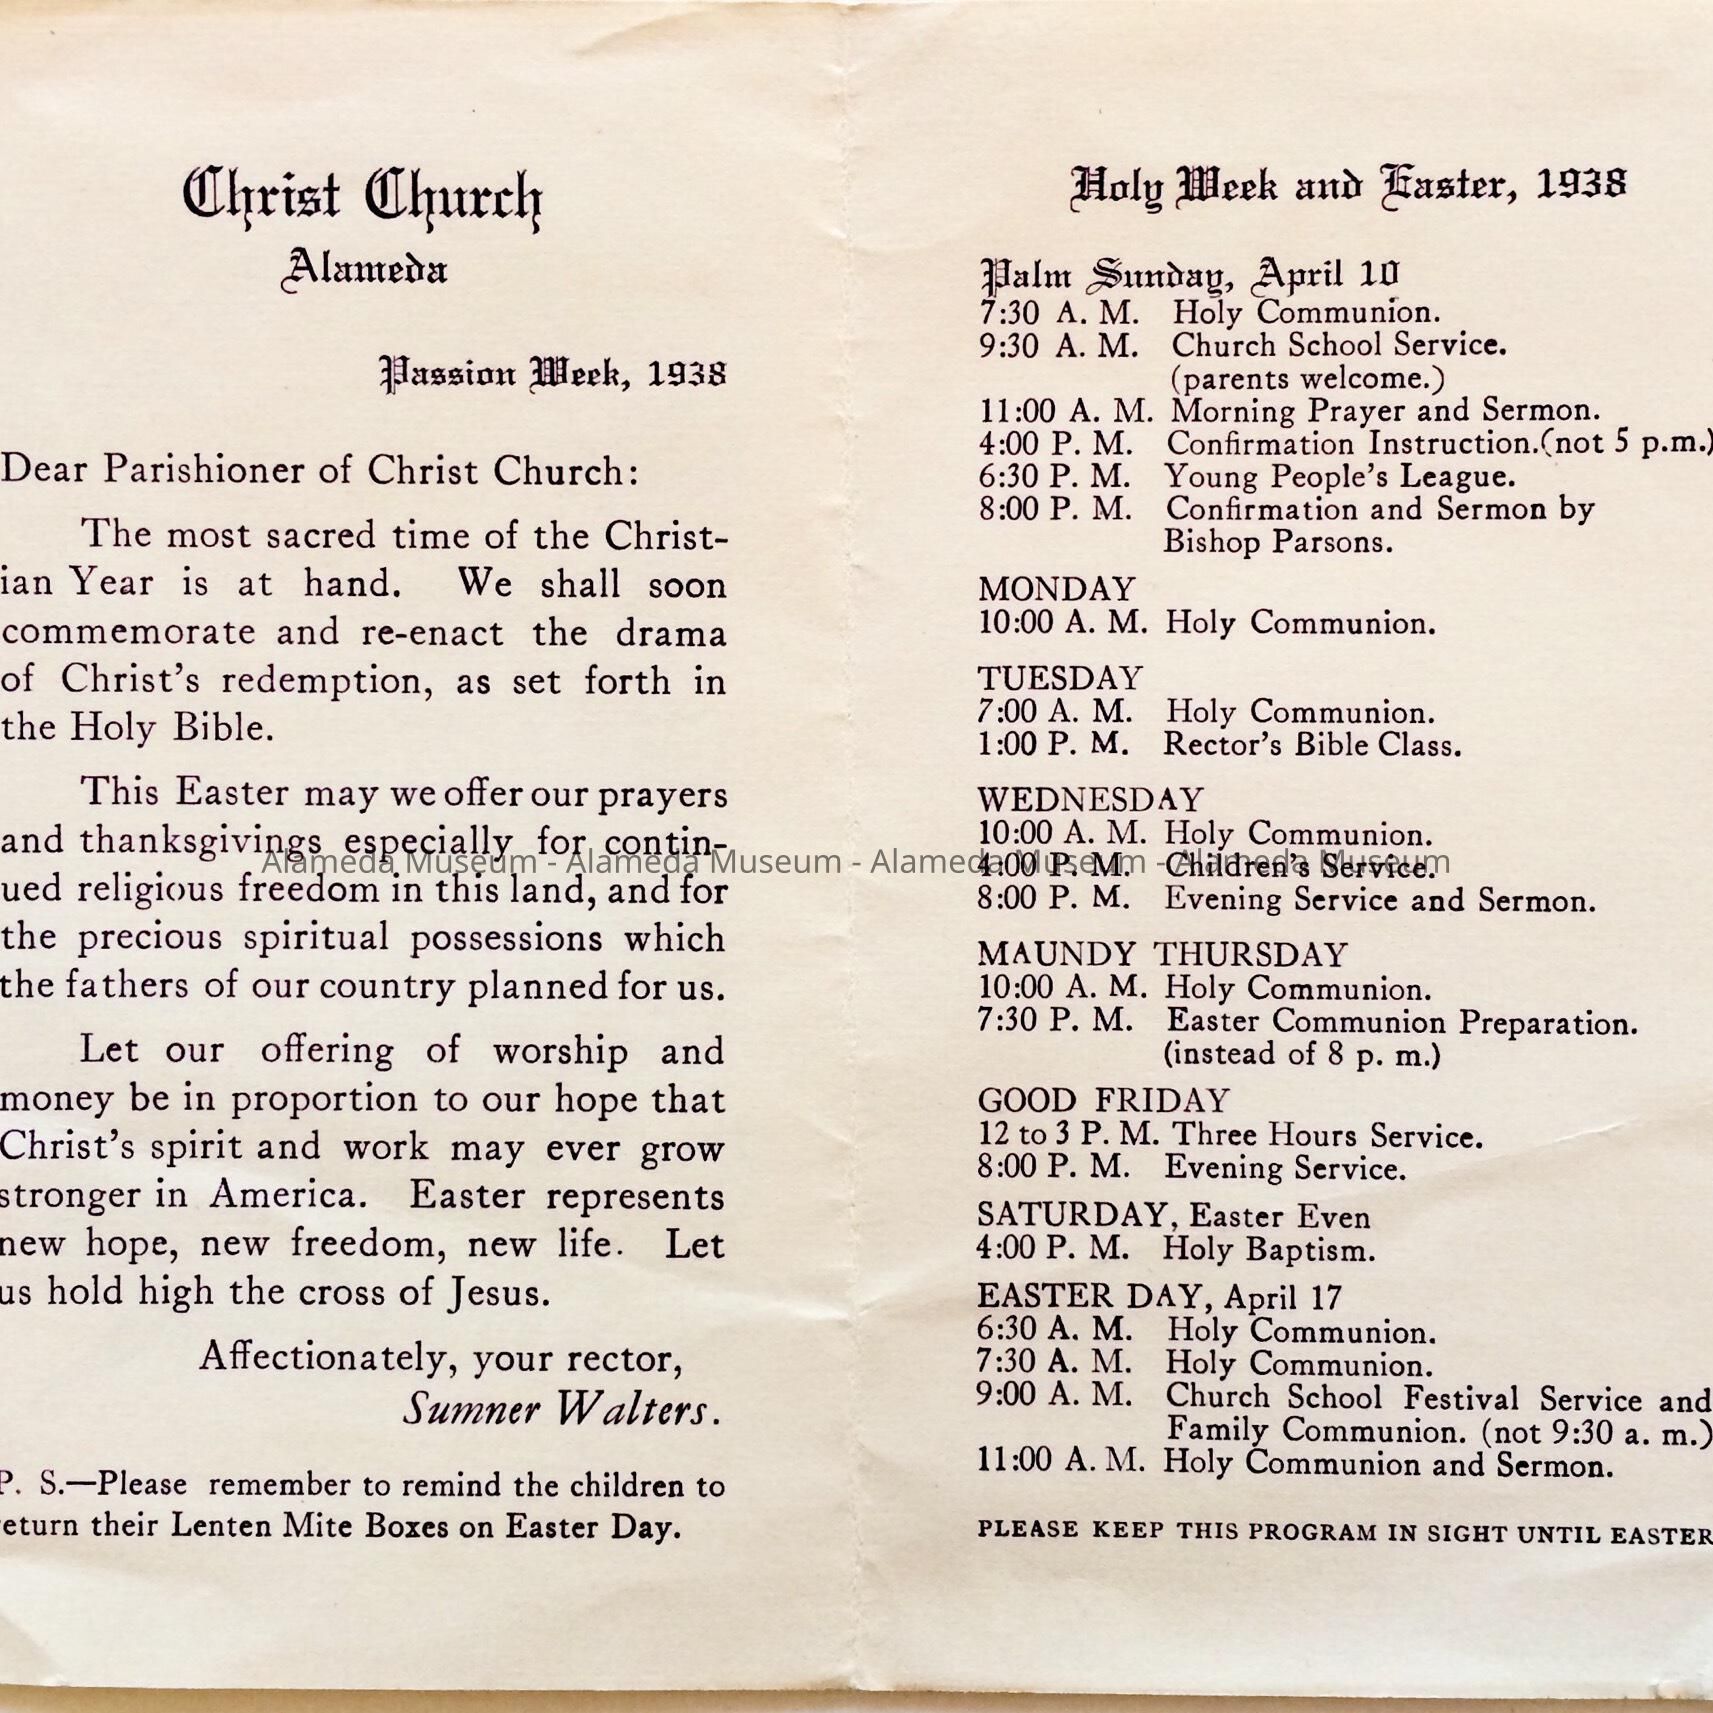 Christ Church
Alameda
Passion Week, 1938
Dear Parishioner of Christ Church:
The most sacred time of the Christ-
ian Year is at hand. We shall soon
commemorate and re-enact the drama
of Christ's redemption, as set forth in
the Holy Bible.
This Easter may we offer our prayers
and thanksgivings especially for contin-
ued religious freedom in this land, and for
the precious spiritual possessions which
the fathers of our country planned for us.
Let our offering of worship and
money be in proportion to our hope that
Christ's spirit and work may ever grow
stronger in America. Easter represents
new hope, new freedom, new life. Let
us hold high the cross of Jesus.
Affectionately, your rector,
Sumner Walters.
P. S.—Please remember to remind the children to
return their Lenten Mite Boxes on Easter Day.
Holy Week and Easter, 1938
Palm Sunday, April 10
7:30 A. M. Holy Communion.
9:30 A. M. Church School Service.
(parents welcome.)
11:00 A. M. Morning Prayer and Sermon.
4:00 P. M. Confirmation Instruction.(not 5 p.m.)
6:30 P. M. Young People's League.
8:00 P. M. Confirmation and Sermon by
Bishop Parsons.
MONDAY
10:00 A. M. Holy Communion.
TUESDAY
7:00 A. M. Holy Communion.
1:00 P. M. Rector's Bible Class.
WEDNESDAY
10:00 A. M. Holy Communion.
4:00 P. M. Children's Service.
8:00 P. M. Evening Service and Sermon.
MAUNDY THURSDAY
10:00 A. M. Holy Communion.
7:30 P. M. Easter Communion Preparation.
(instead of 8 p. m.)
GOOD FRIDAY
12 to 3 P. M. Three Hours Service.
8:00 P. M. Evening Service.
SATURDAY, Easter Even
4:00 P. M. Holy Baptism.
EASTER DAY, April 17
6:30 A. M. Holy Communion.
7:30 A. M. Holy Communion.
9:00 A. M. Church School Festival Service and
Family Communion. (not 9:30 a. m.)
11:00 A. M. Holy Communion and Sermon.
PLEASE KEEP THIS PROGRAM IN SIGHT UNTIL EASTER
Alameda Museum - Alameda Museum - Alameda Museum - Alameda Museum